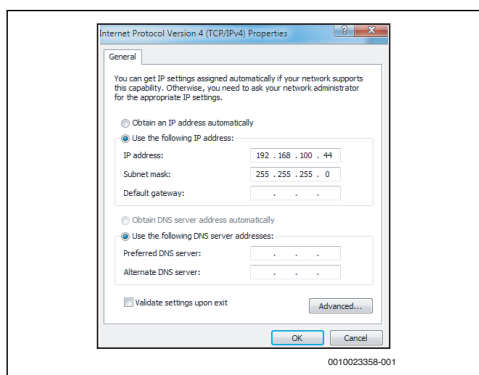 Internet Protocol Version 4 (TCP/IPv4) Properties
General
You can get IP settings assigned automatically if your network supports
this capability. Otherwise, you need to ask your network administrator
for the appropriate IP settings.
Obtain an IP address automatically
Use the following IP address:
IP address: 192 . 168 . 100 . 44
Subnet mask: 255 . 255 . 255 . 0
Default gateway: . . .
Obtain DNS server address automatically
Use the following DNS server addresses:
Preferred DNS server: . . .
Alternate DNS server: . . .
Validate settings upon exit
Advanced...
OK Cancel
0010023358-001